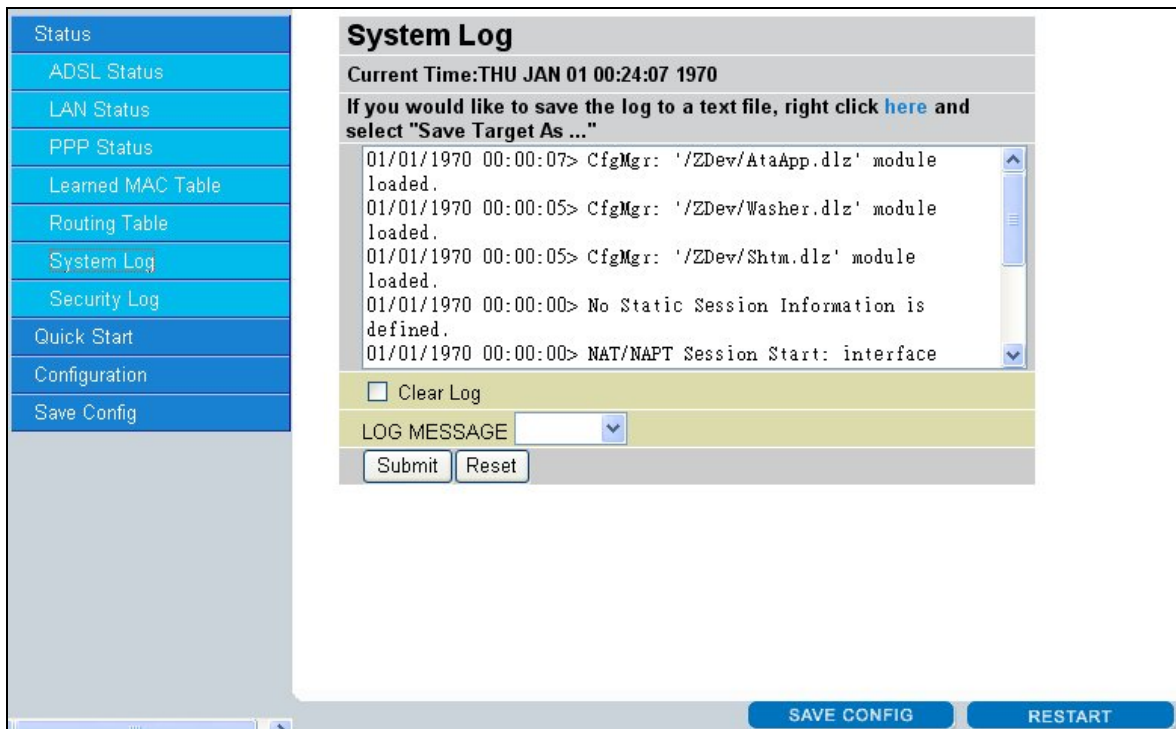 Status
ADSL Status
LAN Status
PPP Status
Learned MAC Table
Routing Table
System Log
Security Log
Quick Start
Configuration
Save Config
System Log
Current Time:THU JAN 01 00:24:07 1970
If you would like to save the log to a text file, right click here and
select "Save Target As ..."
01/01/1970 00:00:07> CfgMgr: '/ZDev/AtaApp.dlz' module
loaded.
01/01/1970 00:00:05> CfgMgr: '/ZDev/Washer.dlz' module
loaded.
01/01/1970 00:00:05> CfgMgr: '/ZDev/Shtm.dlz' module
loaded.
01/01/1970 00:00:00> No Static Session Information is
defined.
01/01/1970 00:00:00> NAT/NAPT Session Start: interface
Clear Log
LOG MESSAGE
Submit Reset
SAVE CONFIG RESTART